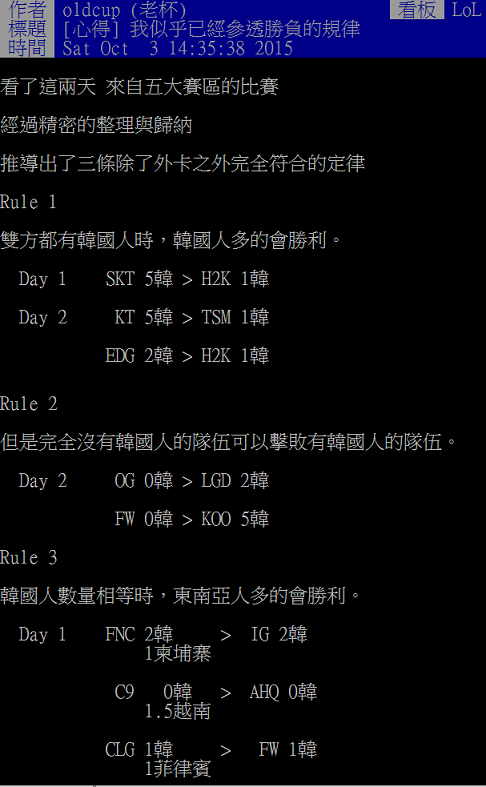 作者 oldcup (老杯) 看板 LoL
標題 [心得] 我似乎已經參透勝負的規律
時間 Sat Oct 3 14:35:38 2015
看了這兩天 來自五大賽區的比賽
經過精密的整理與歸納
推導出了三條除了外卡之外完全符合的定律
Rule 1
雙方都有韓國人時，韓國人多的會勝利。
Day 1 SKT 5韓 > H2K 1韓
Day 2 KT 5韓 > TSM 1韓
EDG 2韓 > H2K 1韓
Rule 2
但是完全沒有韓國人的隊伍可以擊敗有韓國人的隊伍。
Day 2 OG 0韓 > LGD 2韓
FW 0韓 > KOO 5韓
Rule 3
韓國人數量相等時，東南亞人多的會勝利。
Day 1 FNC 2韓 > IG 2韓
1柬埔寨
C9 0韓 > AHQ 0韓
1.5越南
CLG 1韓 > FW 1韓
1菲律賓